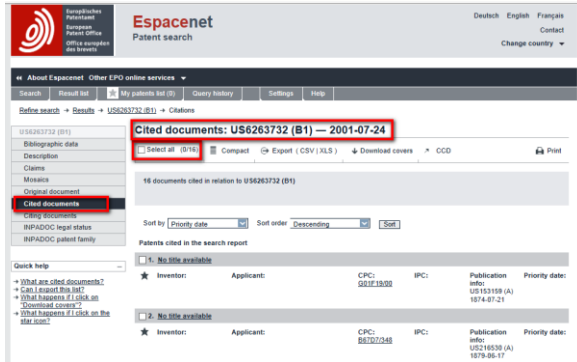 Europäisches
Patentamt
European
Patent Office
Office européen
des brevets
Espacenet
Patent search
Deutsch English Français
Contact
Change country
About Espacenet Other EPO online services
Search Result list My patents list (0) Query history Settings Help
Refine search → Results → US6263732 (B1) → Citations
US6263732 (B1)
Bibliographic data
Description
Claims
Mosaics
Original document
Cited documents
Citing documents
INPADOC legal status
INPADOC patent family
Quick help
→ What are cited documents?
→ Can I export this list?
→ What happens if I click on
"Download covers"?
→ What happens if I click on the
star icon?
Cited documents: US6263732 (B1) — 2001-07-24
Select all (0/16) Compact Export ( CSV | XLS ) Download covers CCD Print
16 documents cited in relation to US6263732 (B1)
Sort by Priority date Sort order Descending Sort
Patents cited in the search report
1. No title available
Inventor: Applicant: CPC: IPC: Publication Priority date:
G01F19/00 info:
US153159 (A)
1874-07-21
2. No title available
Inventor: Applicant: CPC: IPC: Publication Priority date:
B67D7/348 info:
US216538 (A)
1879-06-17